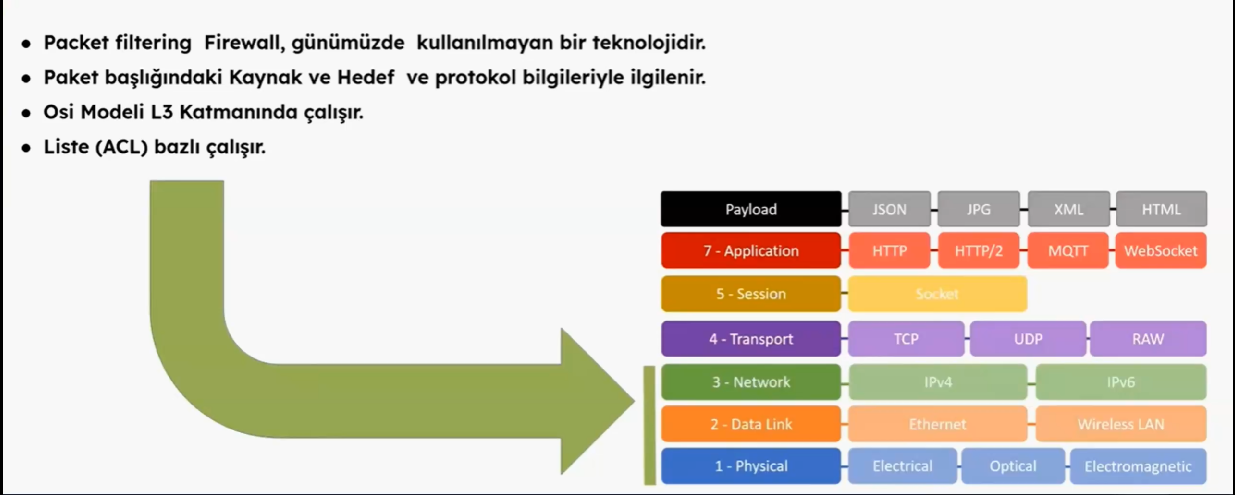 • Packet filtering Firewall, günümüzde kullanılmayan bir teknolojidir.
• Paket başlığındaki Kaynak ve Hedef ve protokol bilgileriyle ilgilenir.
• Osi Modeli L3 Katmanında çalışır.
• Liste (ACL) bazlı çalışır.
Payload JSON JPG XML HTML
7 - Application HTTP HTTP/2 MQTT WebSocket
5 - Session Socket
4 - Transport TCP UDP RAW
3 - Network IPv4 IPv6
2 - Data Link Ethernet Wireless LAN
1 - Physical Electrical Optical Electromagnetic